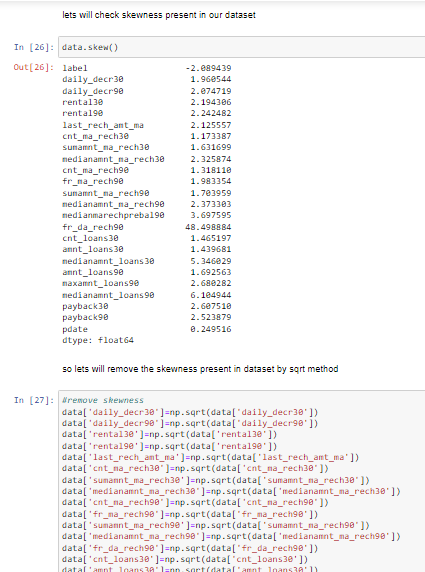 lets will check skewness present in our dataset
In [26]: data.skew()
Out[26]: label -2.089439
daily_decr30 1.960544
daily_decr90 2.074719
rental30 2.194306
rental90 2.242482
last_rech_amt_ma 2.125557
cnt_ma_rech30 1.173387
sumamnt_ma_rech30 1.631699
medianamnt_ma_rech30 2.325874
cnt_ma_rech90 1.318110
fr_ma_rech90 1.983354
sumamnt_ma_rech90 1.703959
medianamnt_ma_rech90 2.373303
medianmarechprebal90 3.697595
fr_da_rech90 48.498884
cnt_loans30 1.465197
amnt_loans30 1.439681
medianamnt_loans30 5.346029
amnt_loans90 1.692563
maxamnt_loans90 2.680282
medianamnt_loans90 6.104944
payback30 2.607510
payback90 2.523879
pdate 0.249516
dtype: float64
so lets will remove the skewness present in dataset by sqrt method
In [27]: #remove skewness
data['daily_decr30']=np.sqrt(data['daily_decr30'])
data['daily_decr90']=np.sqrt(data['daily_decr90'])
data['rental30']=np.sqrt(data['rental30'])
data['rental90']=np.sqrt(data['rental90'])
data['last_rech_amt_ma']=np.sqrt(data['last_rech_amt_ma'])
data['cnt_ma_rech30']=np.sqrt(data['cnt_ma_rech30'])
data['sumamnt_ma_rech30']=np.sqrt(data['sumamnt_ma_rech30'])
data['medianamnt_ma_rech30']=np.sqrt(data['medianamnt_ma_rech30'])
data['cnt_ma_rech90']=np.sqrt(data['cnt_ma_rech90'])
data['fr_ma_rech90']=np.sqrt(data['fr_ma_rech90'])
data['sumamnt_ma_rech90']=np.sqrt(data['sumamnt_ma_rech90'])
data['medianamnt_ma_rech90']=np.sqrt(data['medianamnt_ma_rech90'])
data['fr_da_rech90']=np.sqrt(data['fr_da_rech90'])
data['cnt_loans30']=np.sqrt(data['cnt_loans30'])
data['amnt_loans30']=np.sqrt(data['amnt_loans30'])